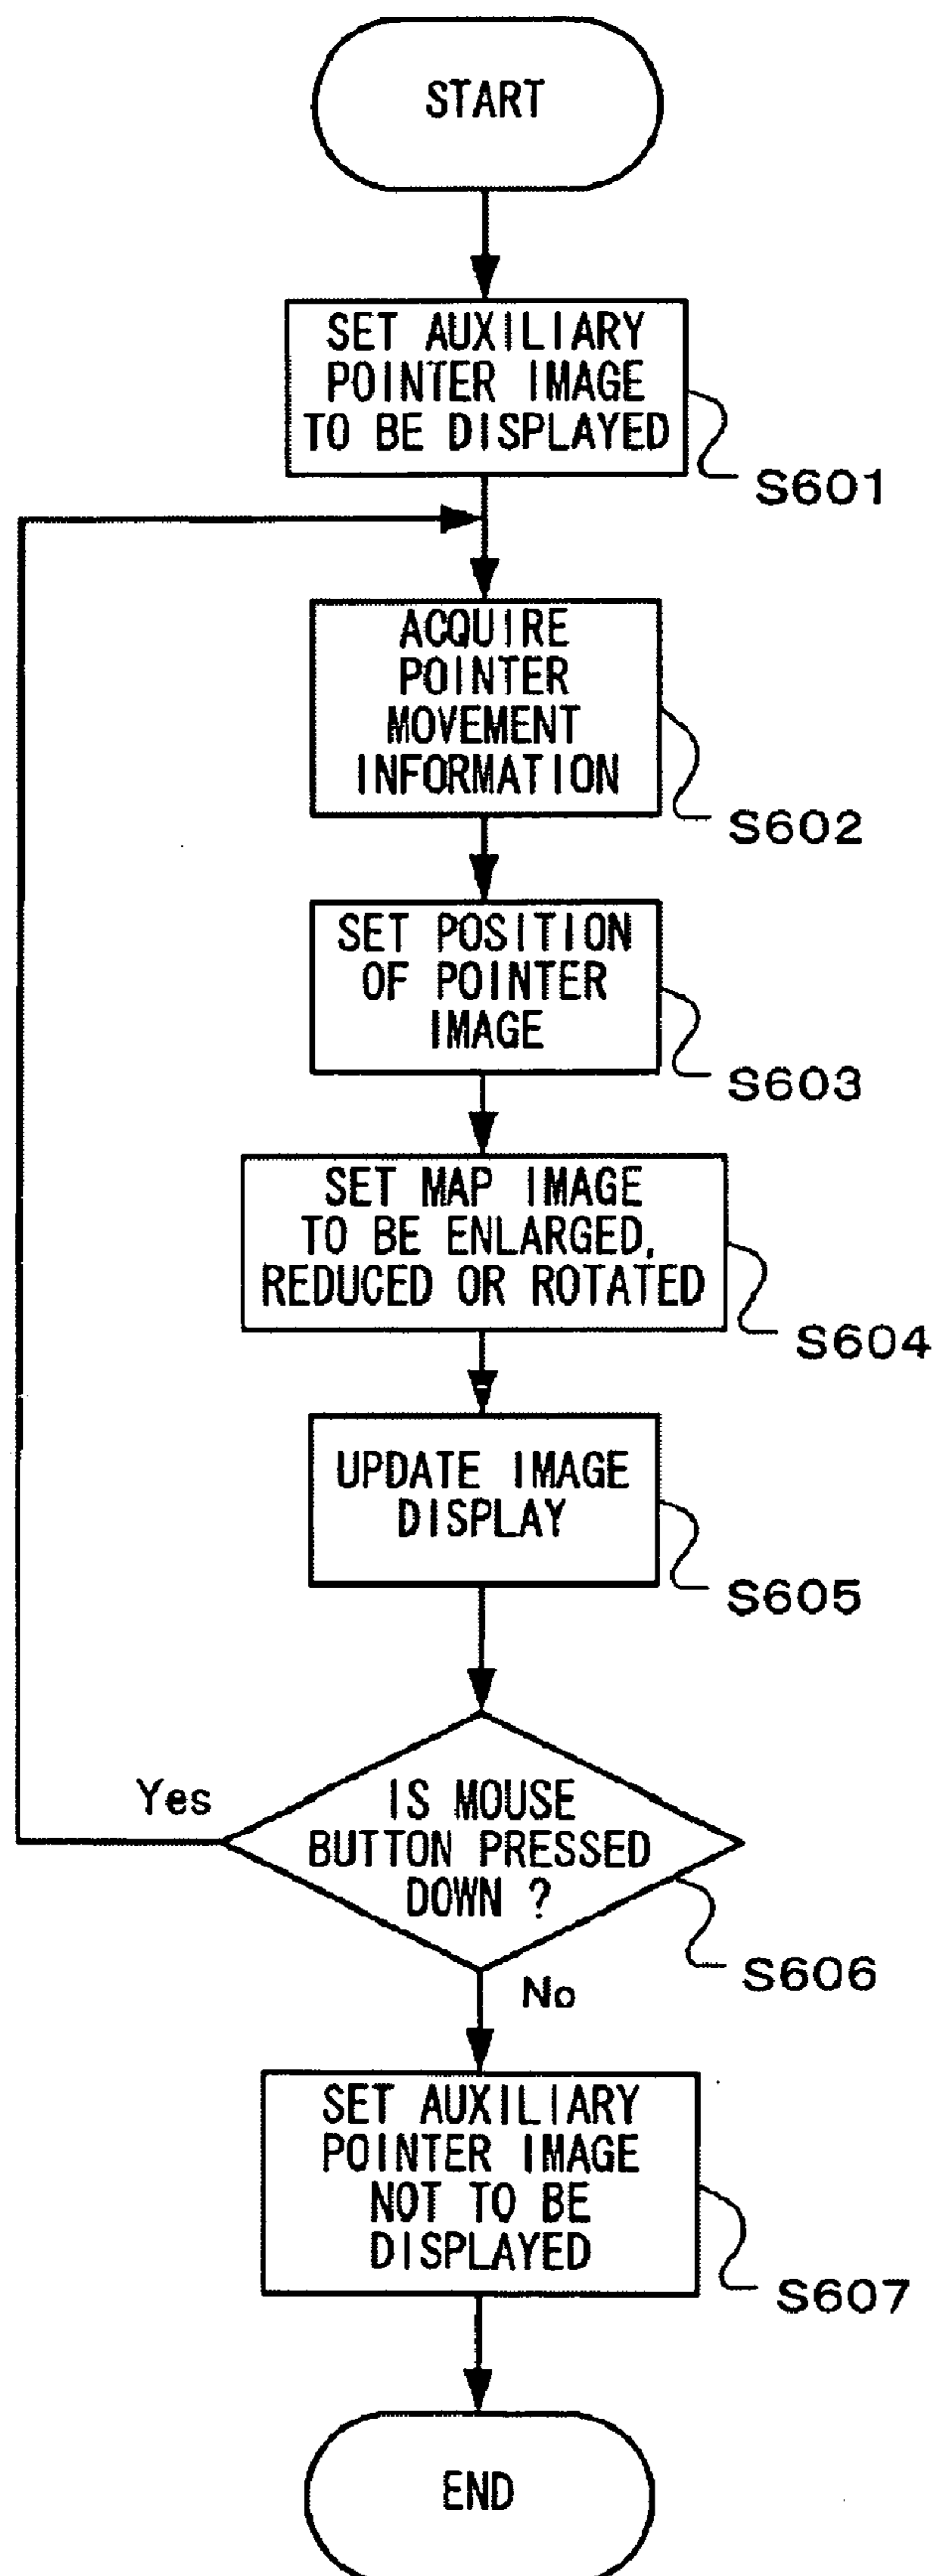 START
SET AUXILIARY
POINTER IMAGE
TO BE DISPLAYED
S601
ACQUIRE
POINTER
MOVEMENT
INFORMATION
S602
SET POSITION
OF POINTER
IMAGE
S603
SET MAP IMAGE
TO BE ENLARGED,
REDUCED OR ROTATED
S604
UPDATE IMAGE
DISPLAY
S605
Yes
IS MOUSE
BUTTON PRESSED
DOWN ?
S606
No
SET AUXILIARY
POINTER IMAGE
NOT TO BE
DISPLAYED
S607
END